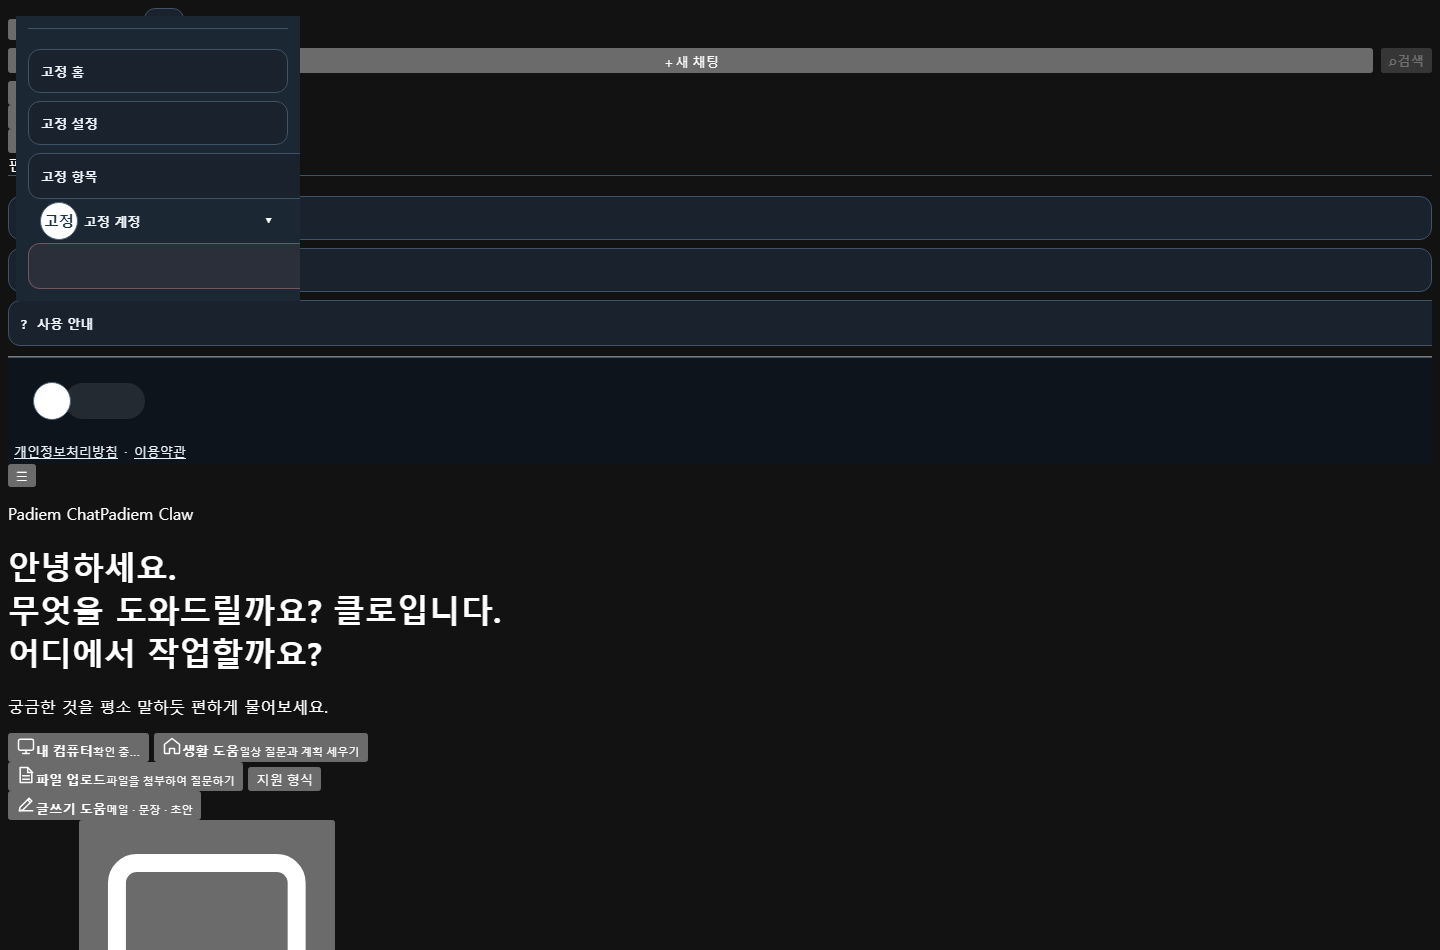 + 새 채팅
⌕검색
고정 홈
고정 설정
고정 항목
고정 고정 계정 ▼
? 사용 안내
개인정보처리방침 · 이용약관
☰
Padiem ChatPadiem Claw
안녕하세요.
무엇을 도와드릴까요? 클로입니다.
어디에서 작업할까요?
궁금한 것을 평소 말하듯 편하게 물어보세요.
내 컴퓨터확인 중... 생활 도움일상 질문과 계획 세우기
파일 업로드파일을 첨부하여 질문하기 지원 형식
글쓰기 도움메일 · 문장 · 초안